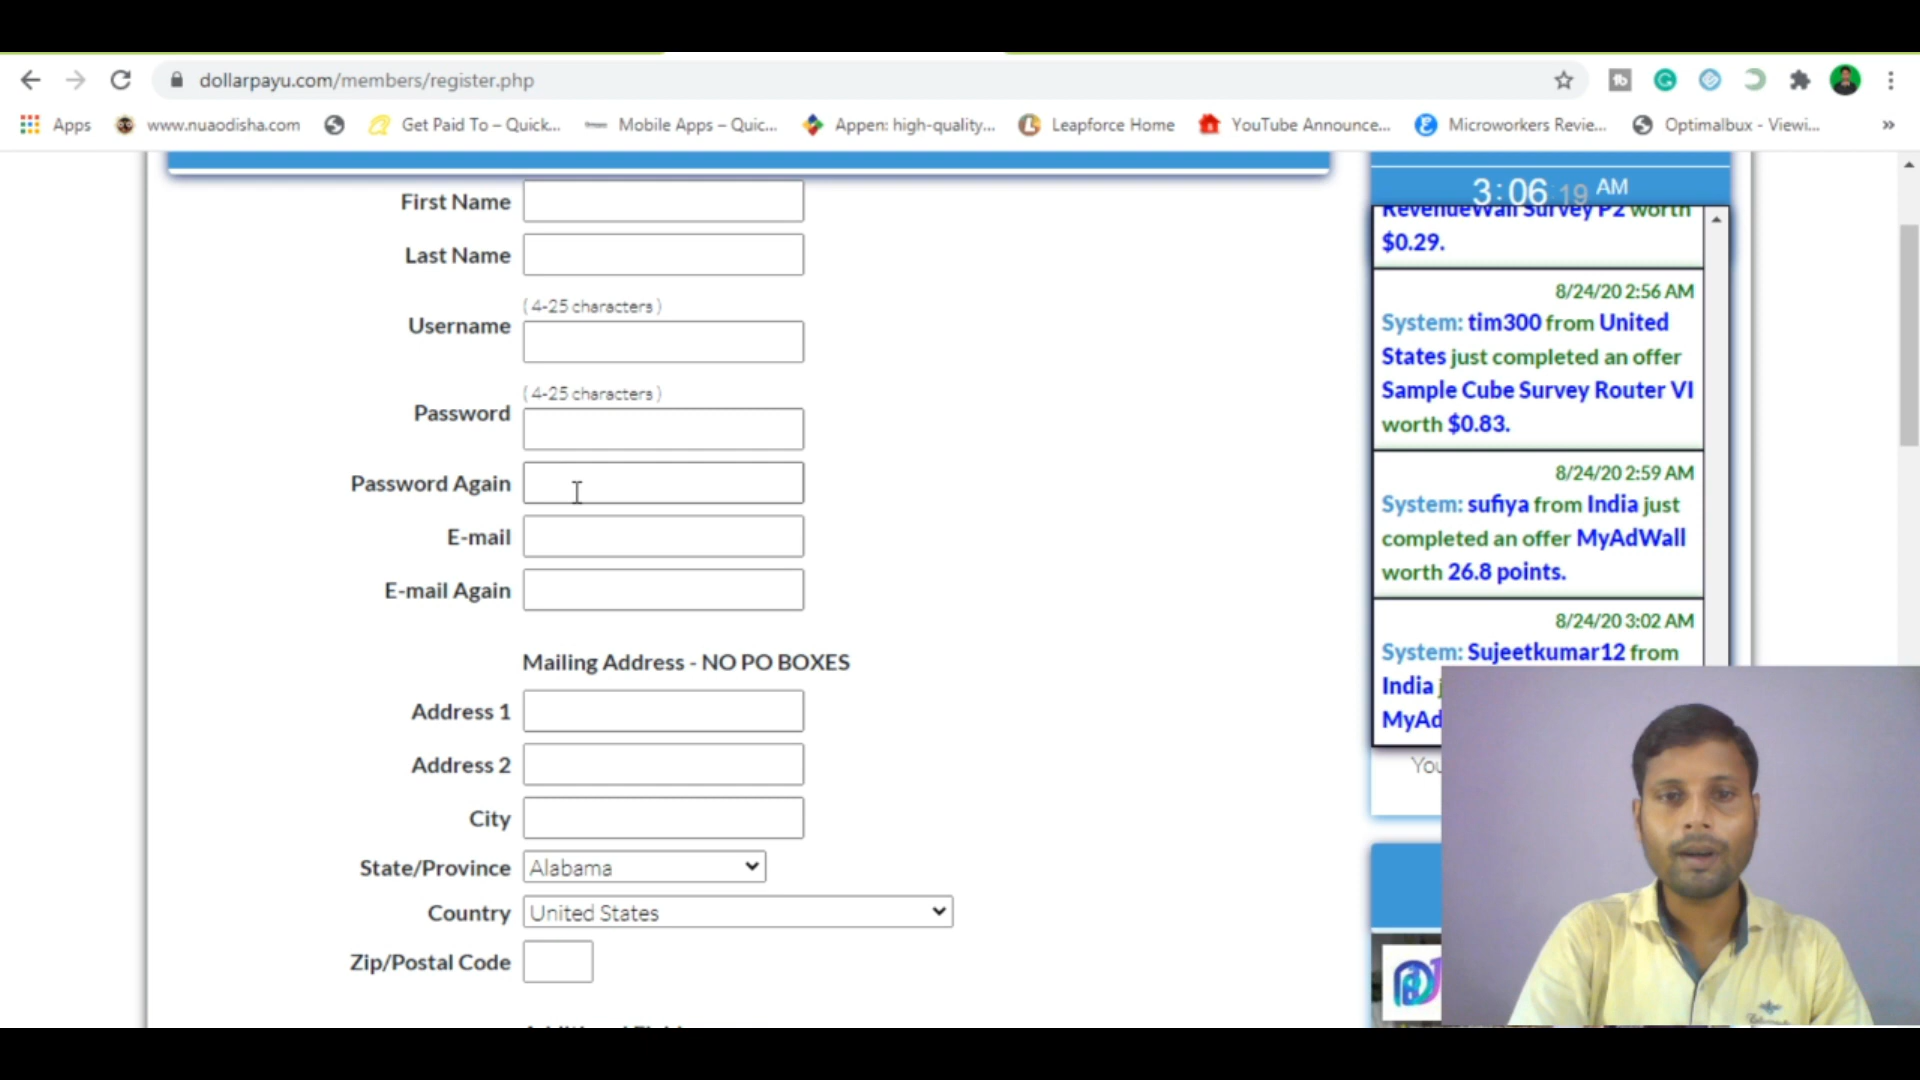 dollarpayu.com/members/register.php
Apps
www.nuaodisha.com
Get Paid To – Quick...
Mobile Apps – Quic...
Appen: high-quality...
Leapforce Home
YouTube Announce...
Microworkers Revie...
Optimalbux - Viewi...
»
First Name
Last Name
( 4-25 characters )
Username
( 4-25 characters )
Password
Password Again
E-mail
E-mail Again
Mailing Address - NO PO BOXES
Address 1
Address 2
City
State/Province Alabama
Country United States
Zip/Postal Code
3:06 19 AM
RevenueWall Survey P2 worth
$0.29.
8/24/20 2:56 AM
System: tim300 from United
States just completed an offer
Sample Cube Survey Router VI
worth $0.83.
8/24/20 2:59 AM
System: sufiya from India just
completed an offer MyAdWall
worth 26.8 points.
8/24/20 3:02 AM
System: Sujeetkumar12 from
India j
MyAd
You